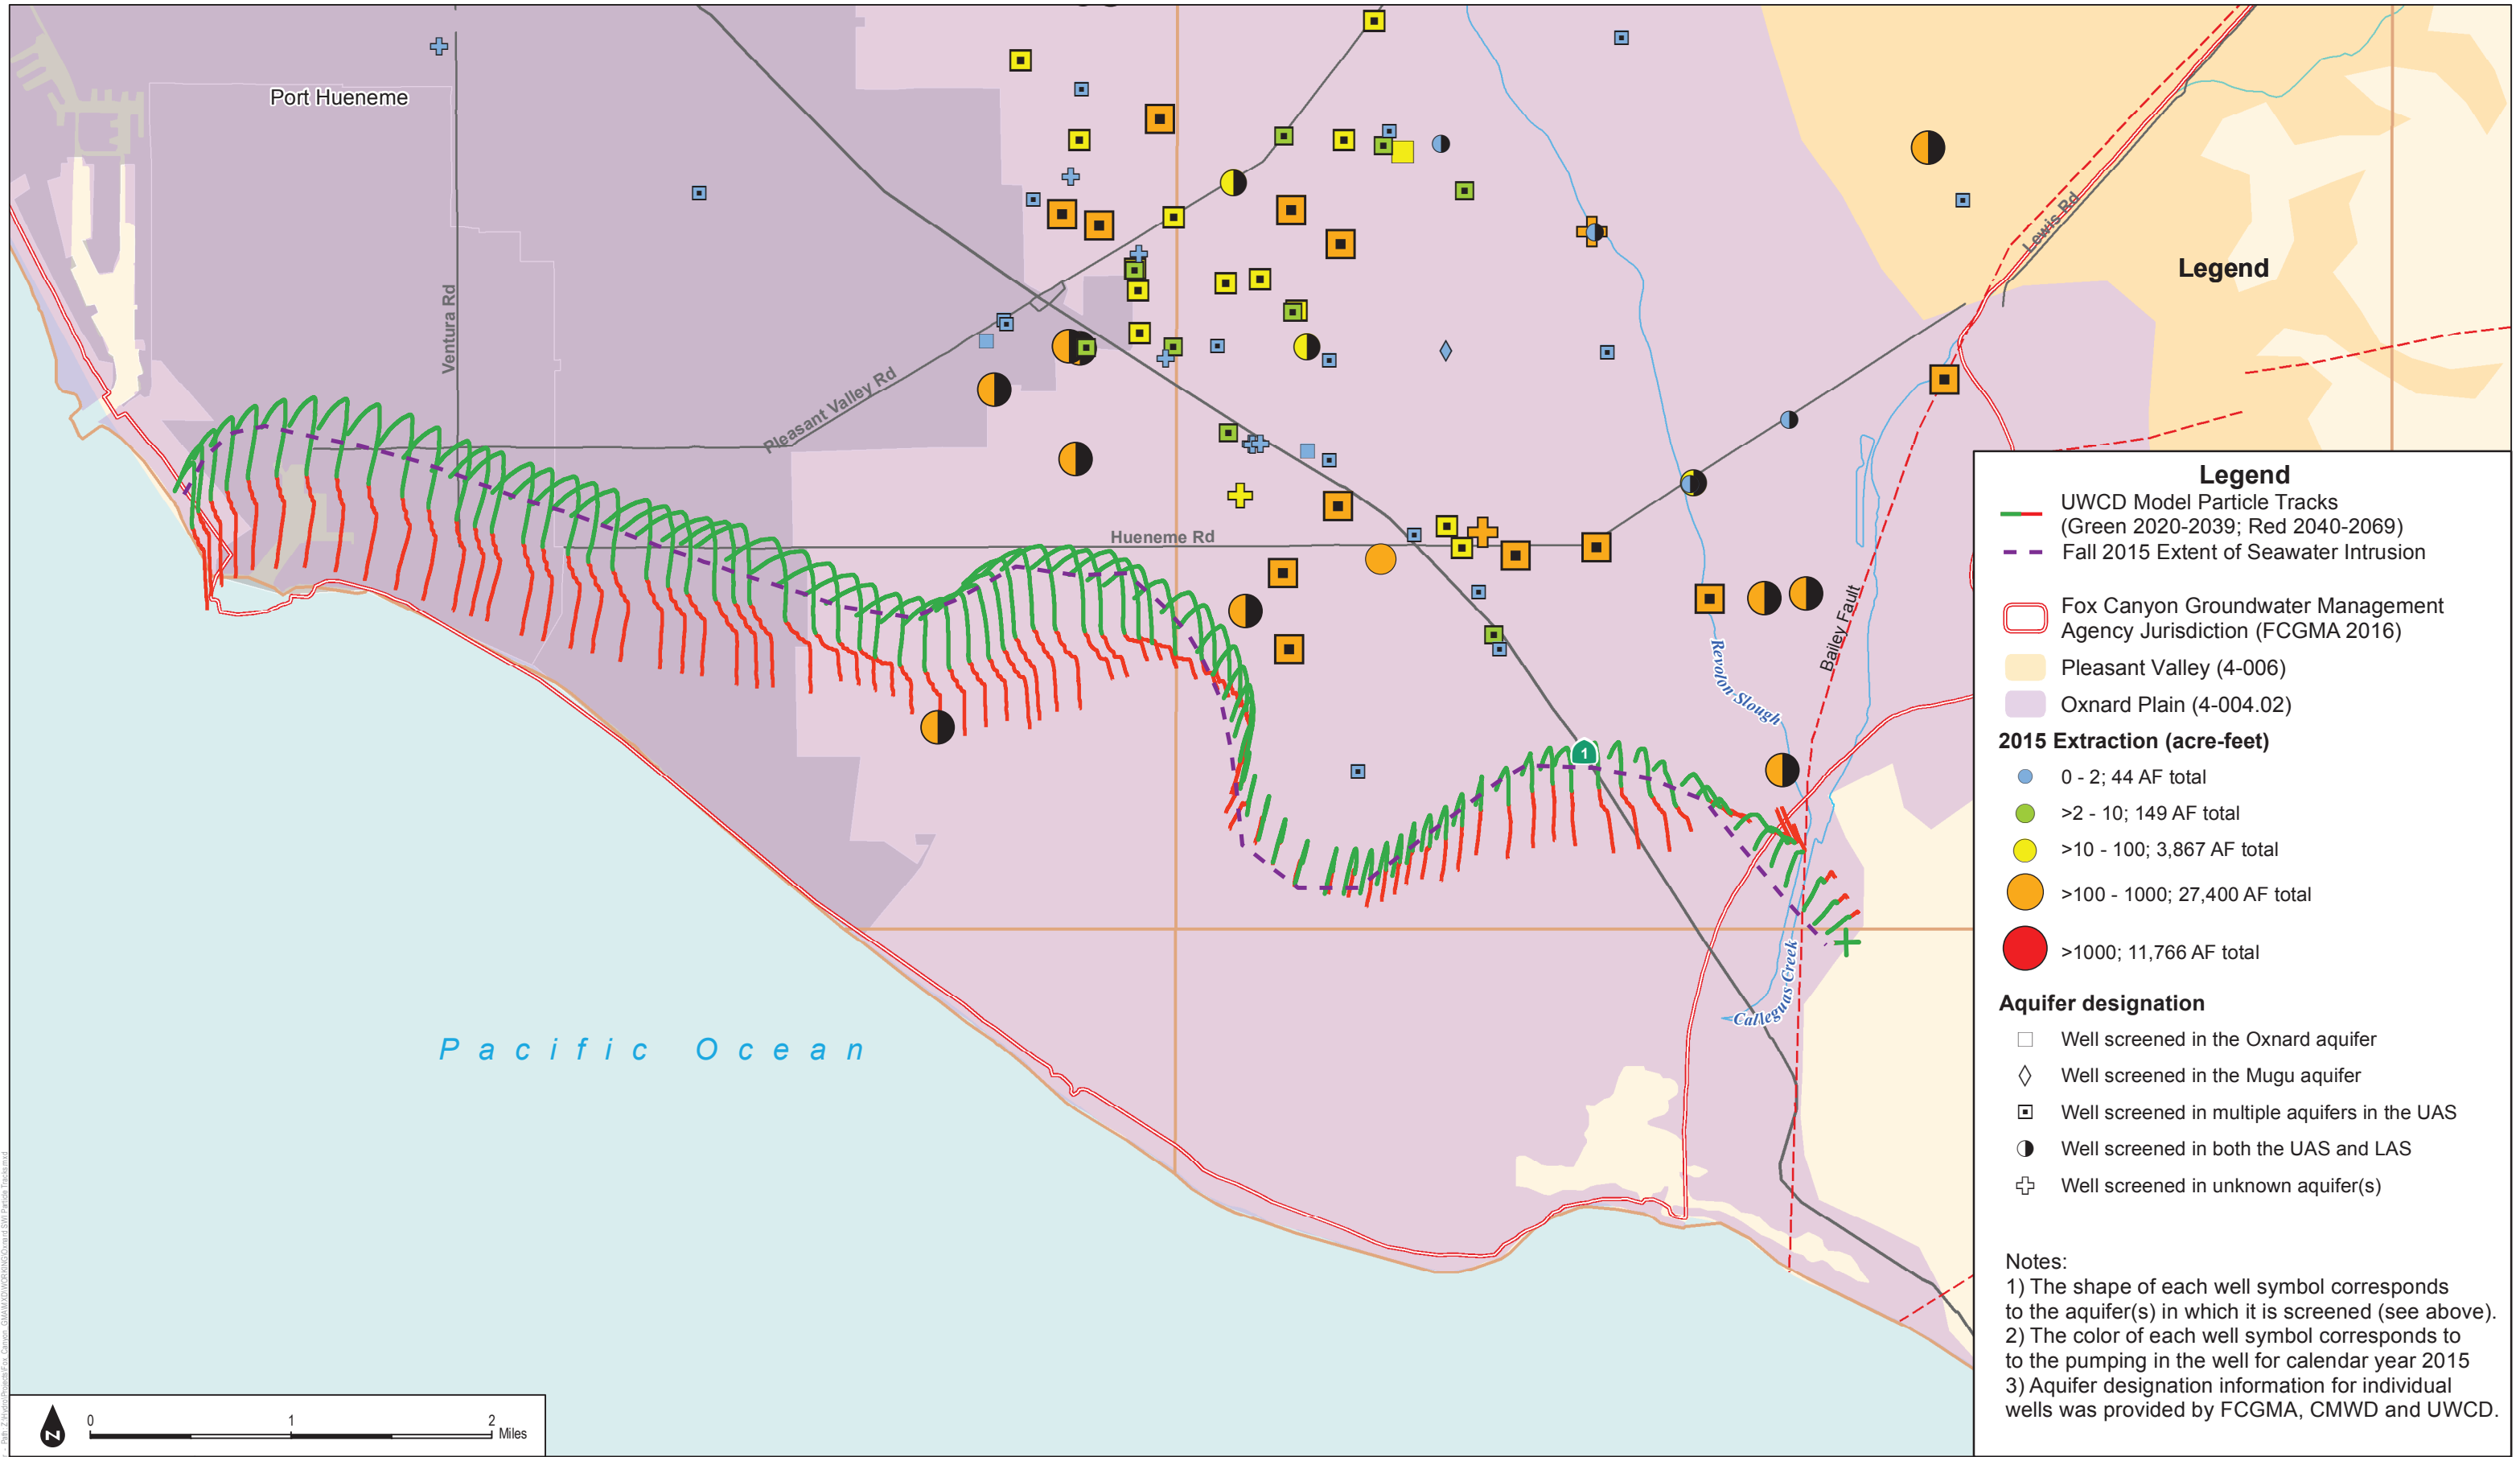 Port Hueneme
Ventura Rd
Pleasant Valley Rd
Hueneme Rd
Lewis Rd
Legend
Bailey Fault
Revolon Slough
1
Calleguas Creek
Pacific Ocean
N
0 1 2
Miles
Legend
UWCD Model Particle Tracks
(Green 2020-2039; Red 2040-2069)
Fall 2015 Extent of Seawater Intrusion
Fox Canyon Groundwater Management
Agency Jurisdiction (FCGMA 2016)
Pleasant Valley (4-006)
Oxnard Plain (4-004.02)
2015 Extraction (acre-feet)
0 - 2; 44 AF total
>2 - 10; 149 AF total
>10 - 100; 3,867 AF total
>100 - 1000; 27,400 AF total
>1000; 11,766 AF total
Aquifer designation
Well screened in the Oxnard aquifer
Well screened in the Mugu aquifer
Well screened in multiple aquifers in the UAS
Well screened in both the UAS and LAS
Well screened in unknown aquifer(s)
Notes:
1) The shape of each well symbol corresponds
to the aquifer(s) in which it is screened (see above).
2) The color of each well symbol corresponds to
to the pumping in the well for calendar year 2015
3) Aquifer designation information for individual
wells was provided by FCGMA, CMWD and UWCD.